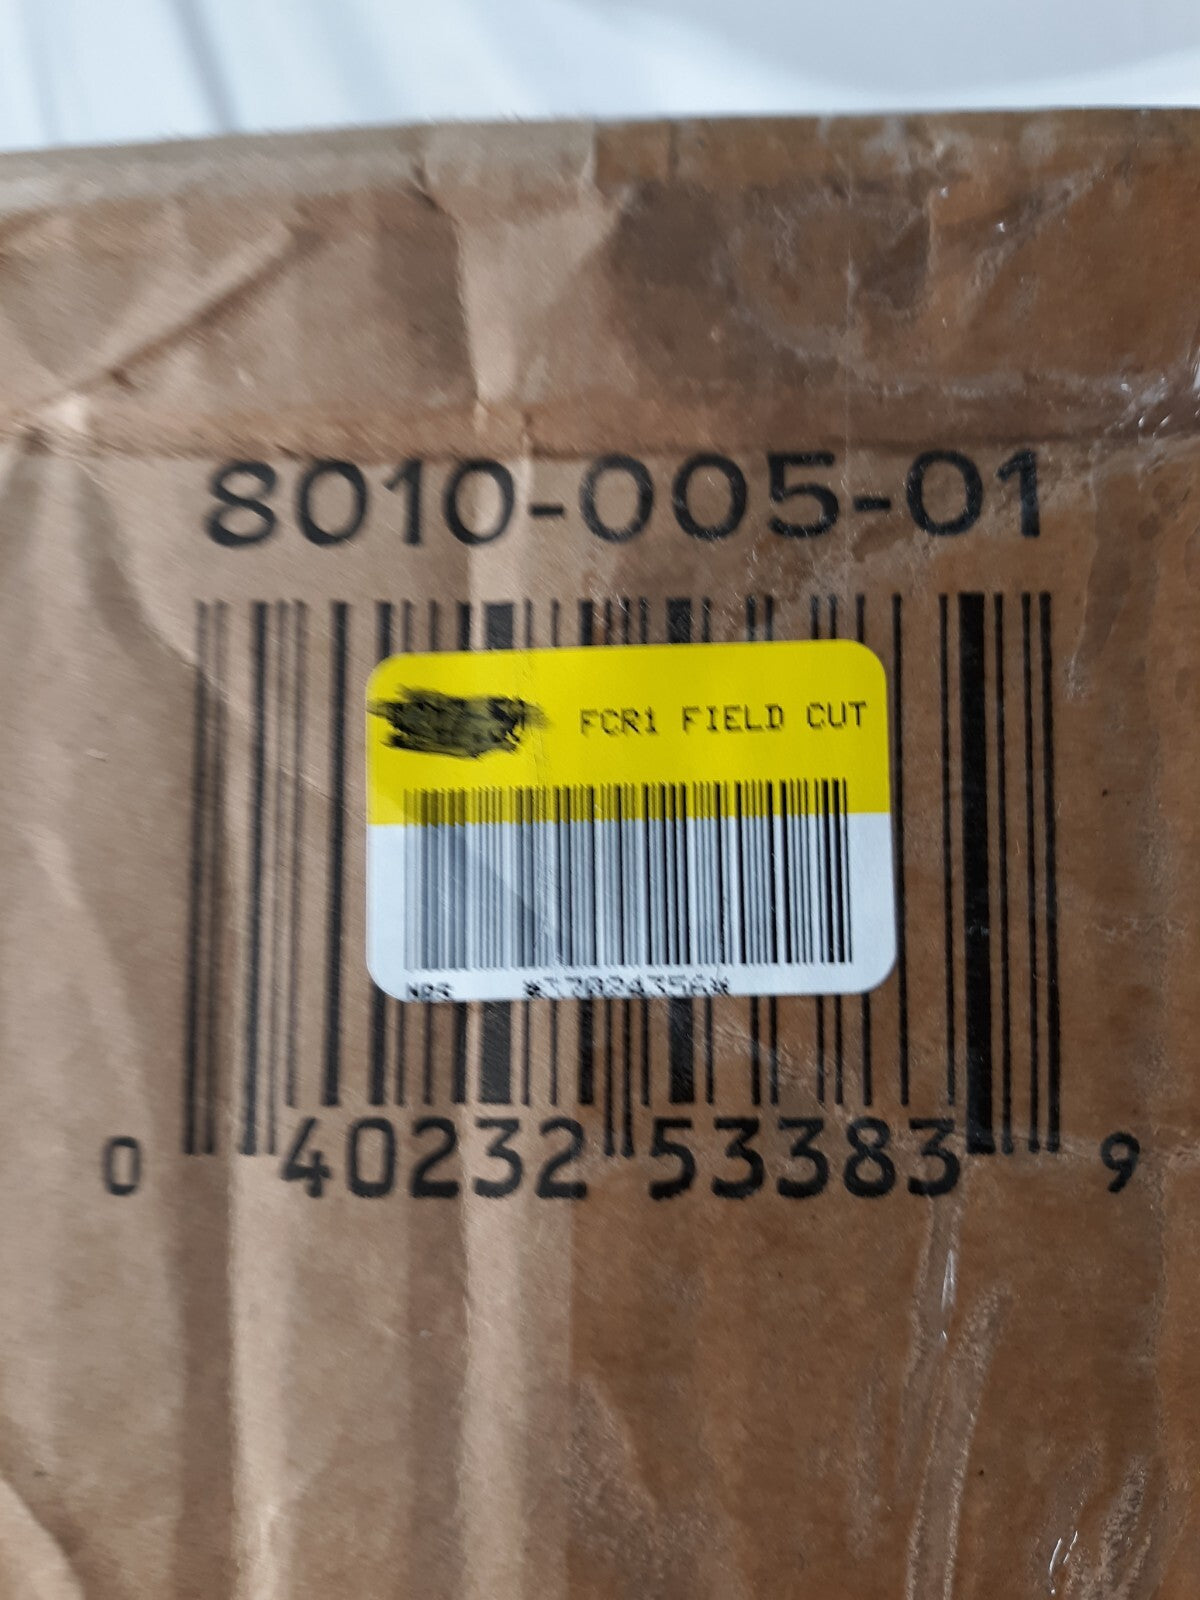 8010-005-01
FCR1 FIELD CUT
0 40232 53383 9